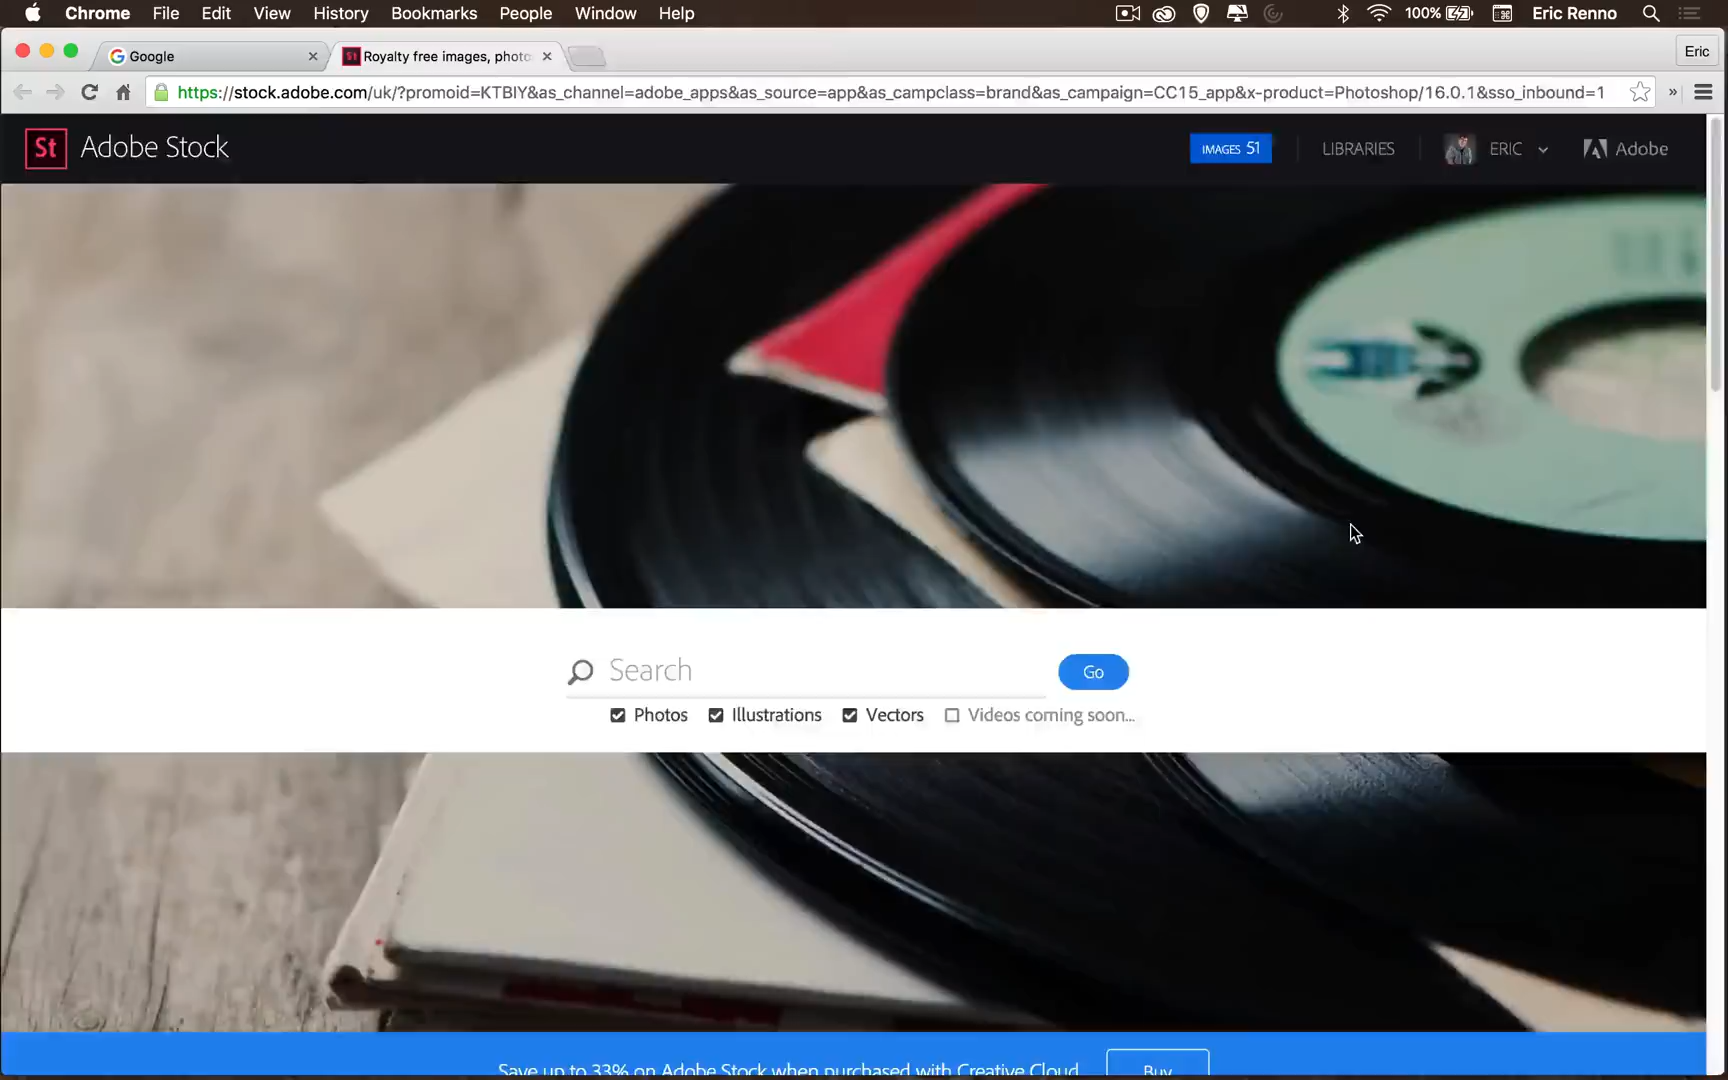 Chrome File Edit View History Bookmarks People Window Help 100% Eric Renno
Google Royalty free images, photo Eric
https://stock.adobe.com/uk/?promoid=KTBIY&as_channel=adobe_apps&as_source=app&as_campclass=brand&as_campaign=CC15_app&x-product=Photoshop/16.0.1&sso_inbound=1 »
St Adobe Stock IMAGES 51 LIBRARIES ERIC Adobe
Search Go
Photos Illustrations Vectors Videos coming soon...
Save up to 33% on Adobe Stock when purchased with Creative Cloud Buy